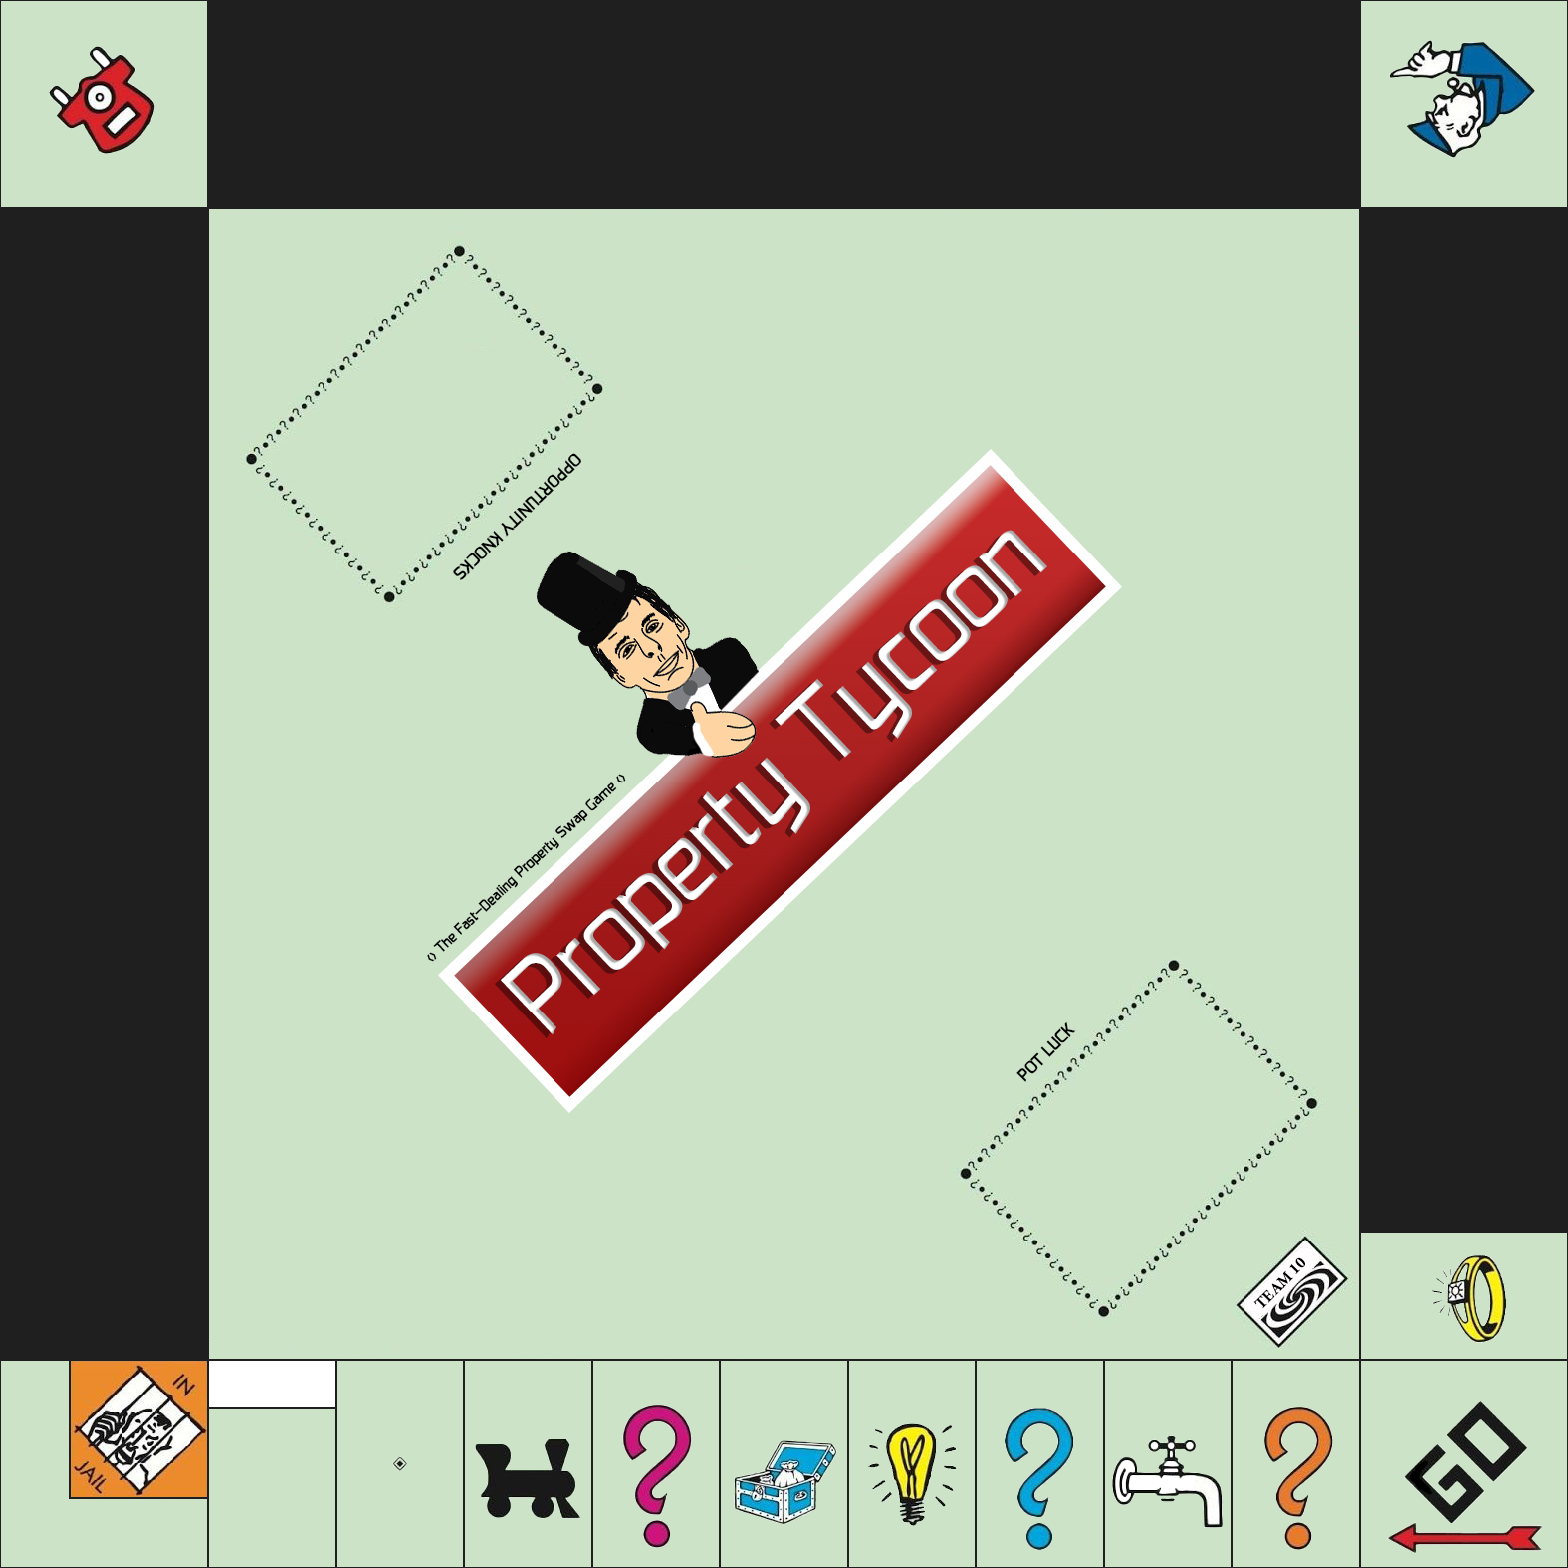 OPPORTUNITY KNOCKS
‹› The Fast-Dealing Property Swap Game ‹›
Property Tycoon
POT LUCK
TEAM 10
IN
JAIL
?
?
?
GO